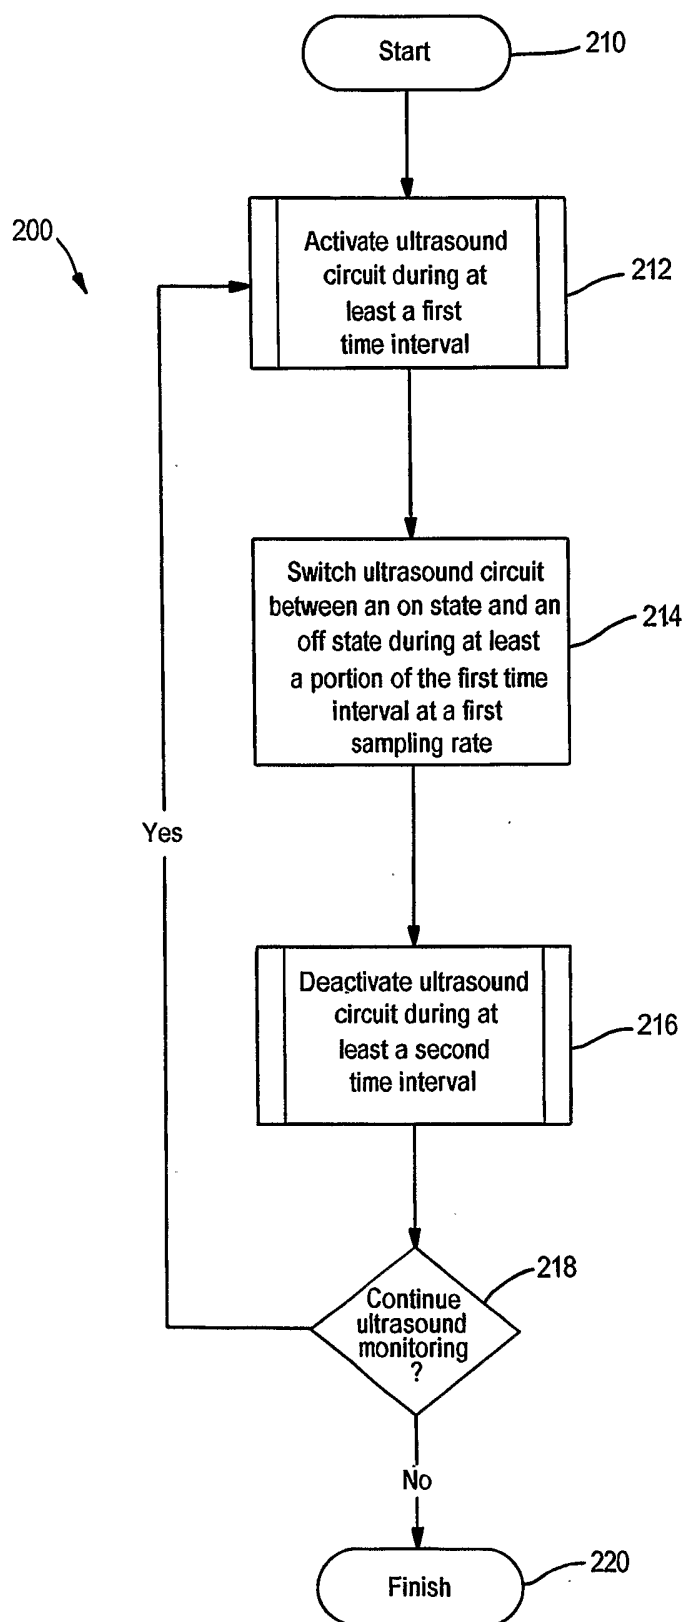 Start
210
200
Activate ultrasound
circuit during at
least a first
time interval
212
Switch ultrasound circuit
between an on state and an
off state during at least
a portion of the first time
interval at a first
sampling rate
214
Yes
Deactivate ultrasound
circuit during at
least a second
time interval
216
218
Continue
ultrasound
monitoring
?
No
220
Finish